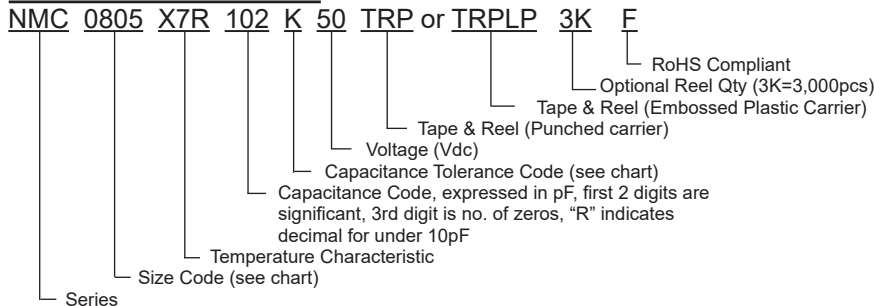 NMC 0805 X7R 102 K 50 TRP or TRPLP 3K F
RoHS Compliant
Optional Reel Qty (3K=3,000pcs)
Tape & Reel (Embossed Plastic Carrier)
Tape & Reel (Punched carrier)
Voltage (Vdc)
Capacitance Tolerance Code (see chart)
Capacitance Code, expressed in pF, first 2 digits are
significant, 3rd digit is no. of zeros, “R” indicates
decimal for under 10pF
Temperature Characteristic
Size Code (see chart)
Series